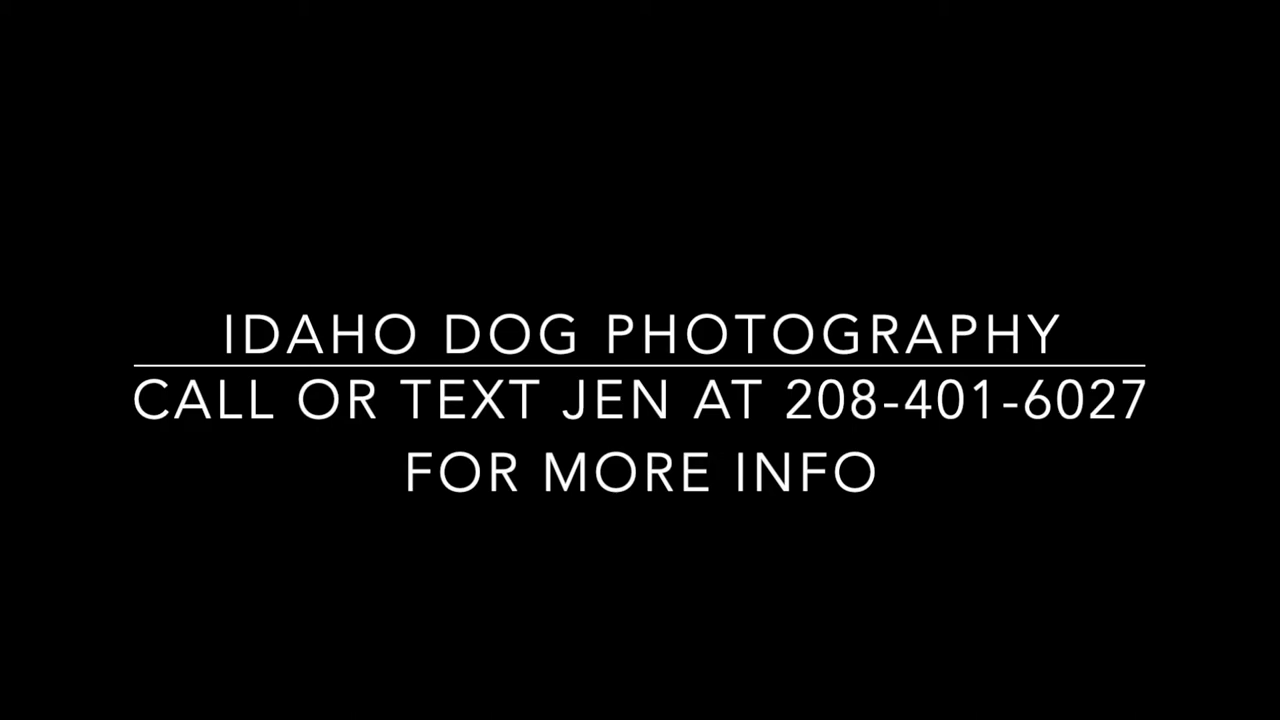 IDAHO DOG PHOTOGRAPHY
CALL OR TEXT JEN AT 208-401-6027
FOR MORE INFO